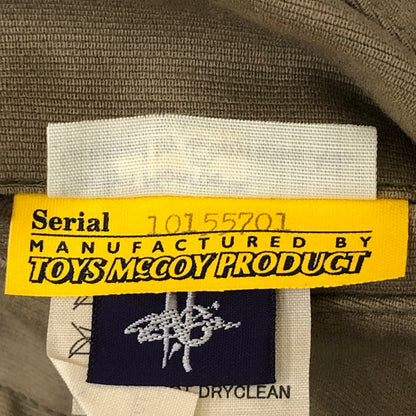 Serial 10155701
MANUFACTURED BY
TOYS McCOY PRODUCT
DRYCLEAN